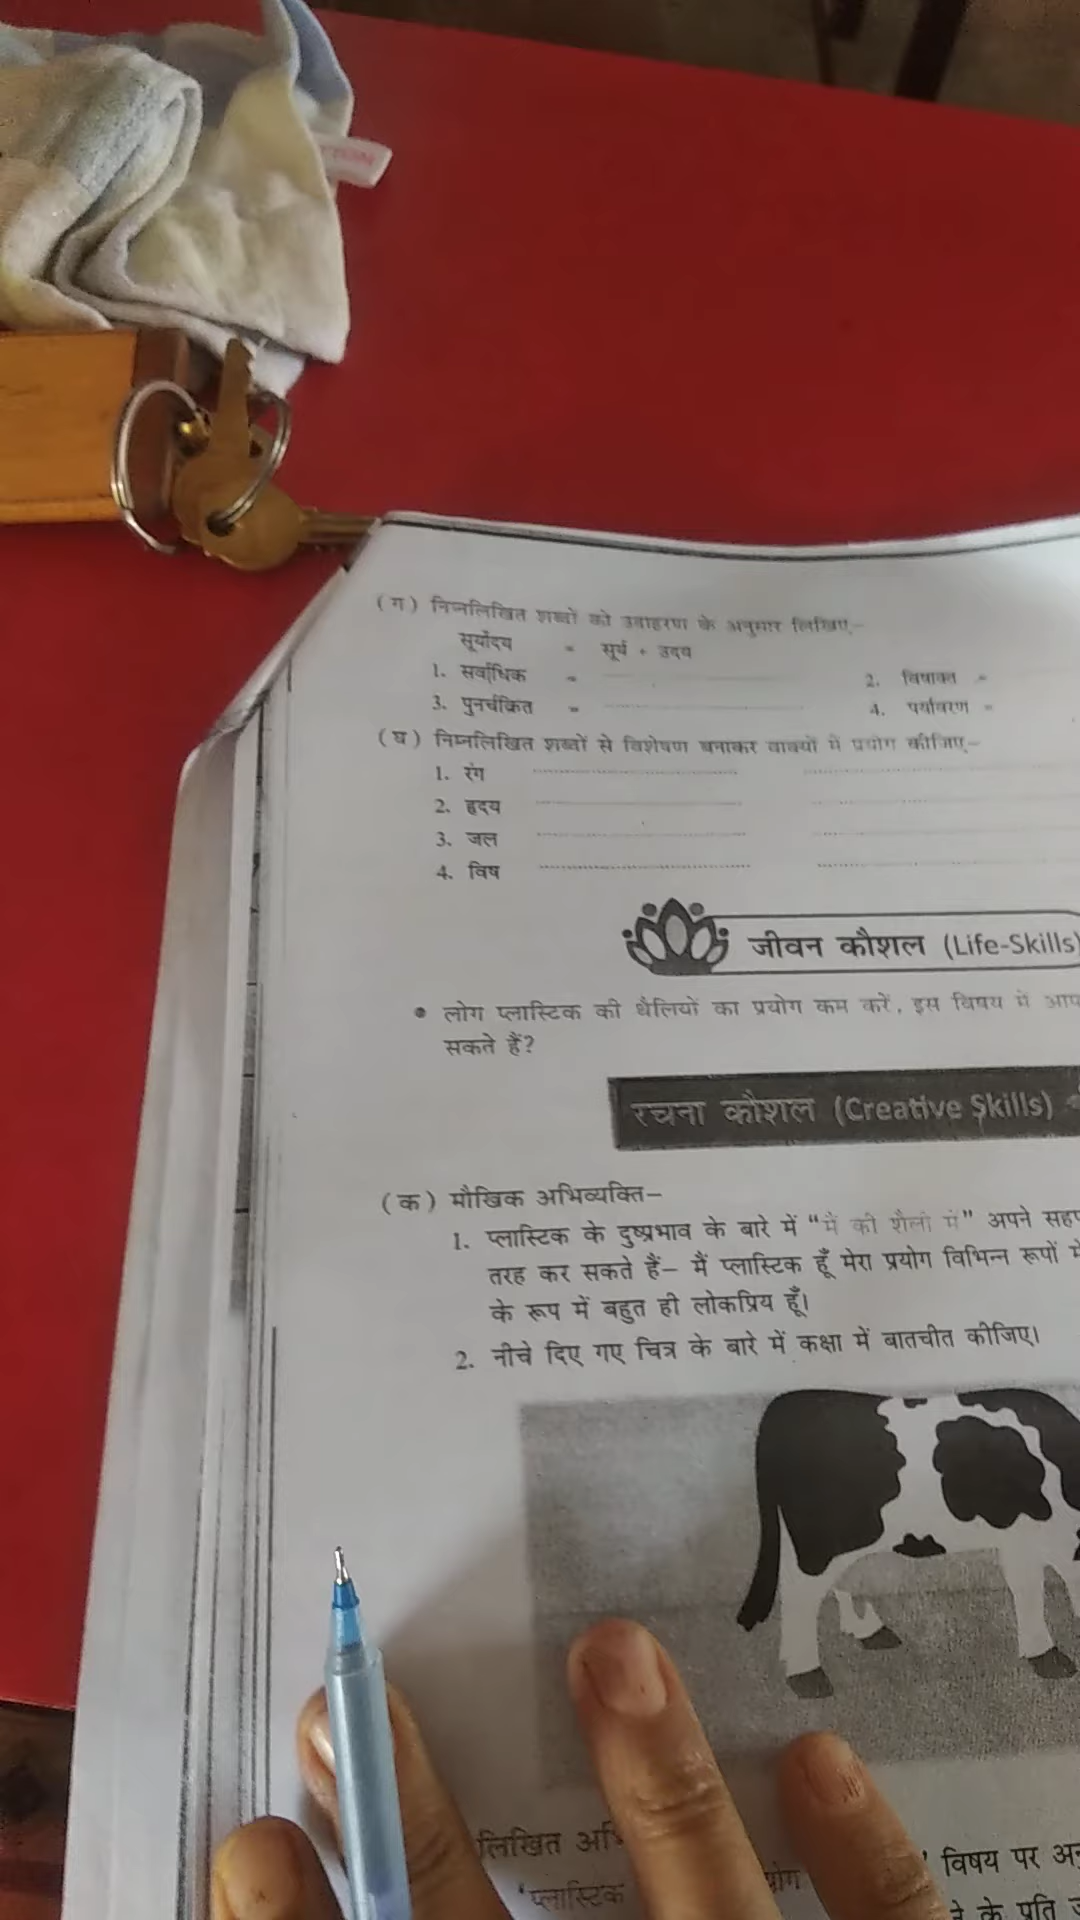 (ग) निम्नलिखित शब्दों को उदाहरण के अनुसार लिखिए,–
सूर्योदय = सूर्य + उदय
1. सर्वाधिक = 2. विषाक्त =
3. पुनर्चक्रित = 4. पर्यावरण =
(घ) निम्नलिखित शब्दों से विशेषण बनाकर वाक्यों में प्रयोग कीजिए,–
1. रंग
2. हृदय
3. जल
4. विष
जीवन कौशल (Life-Skills)
• लोग प्लास्टिक की थैलियों का प्रयोग कम करें, इस विषय में आप
सकते हैं?
रचना कौशल (Creative Skills)
(क) मौखिक अभिव्यक्ति–
1. प्लास्टिक के दुष्प्रभाव के बारे में “मैं की शैली में” अपने
तरह कर सकते हैं– मैं प्लास्टिक हूँ मेरा प्रयोग विभिन्न रूपों में
के रूप में बहुत ही लोकप्रिय हूँ।
2. नीचे दिए गए चित्र के बारे में कक्षा में बातचीत कीजिए।
लिखित
' विषय पर
'प्लास्टिक
के प्रति